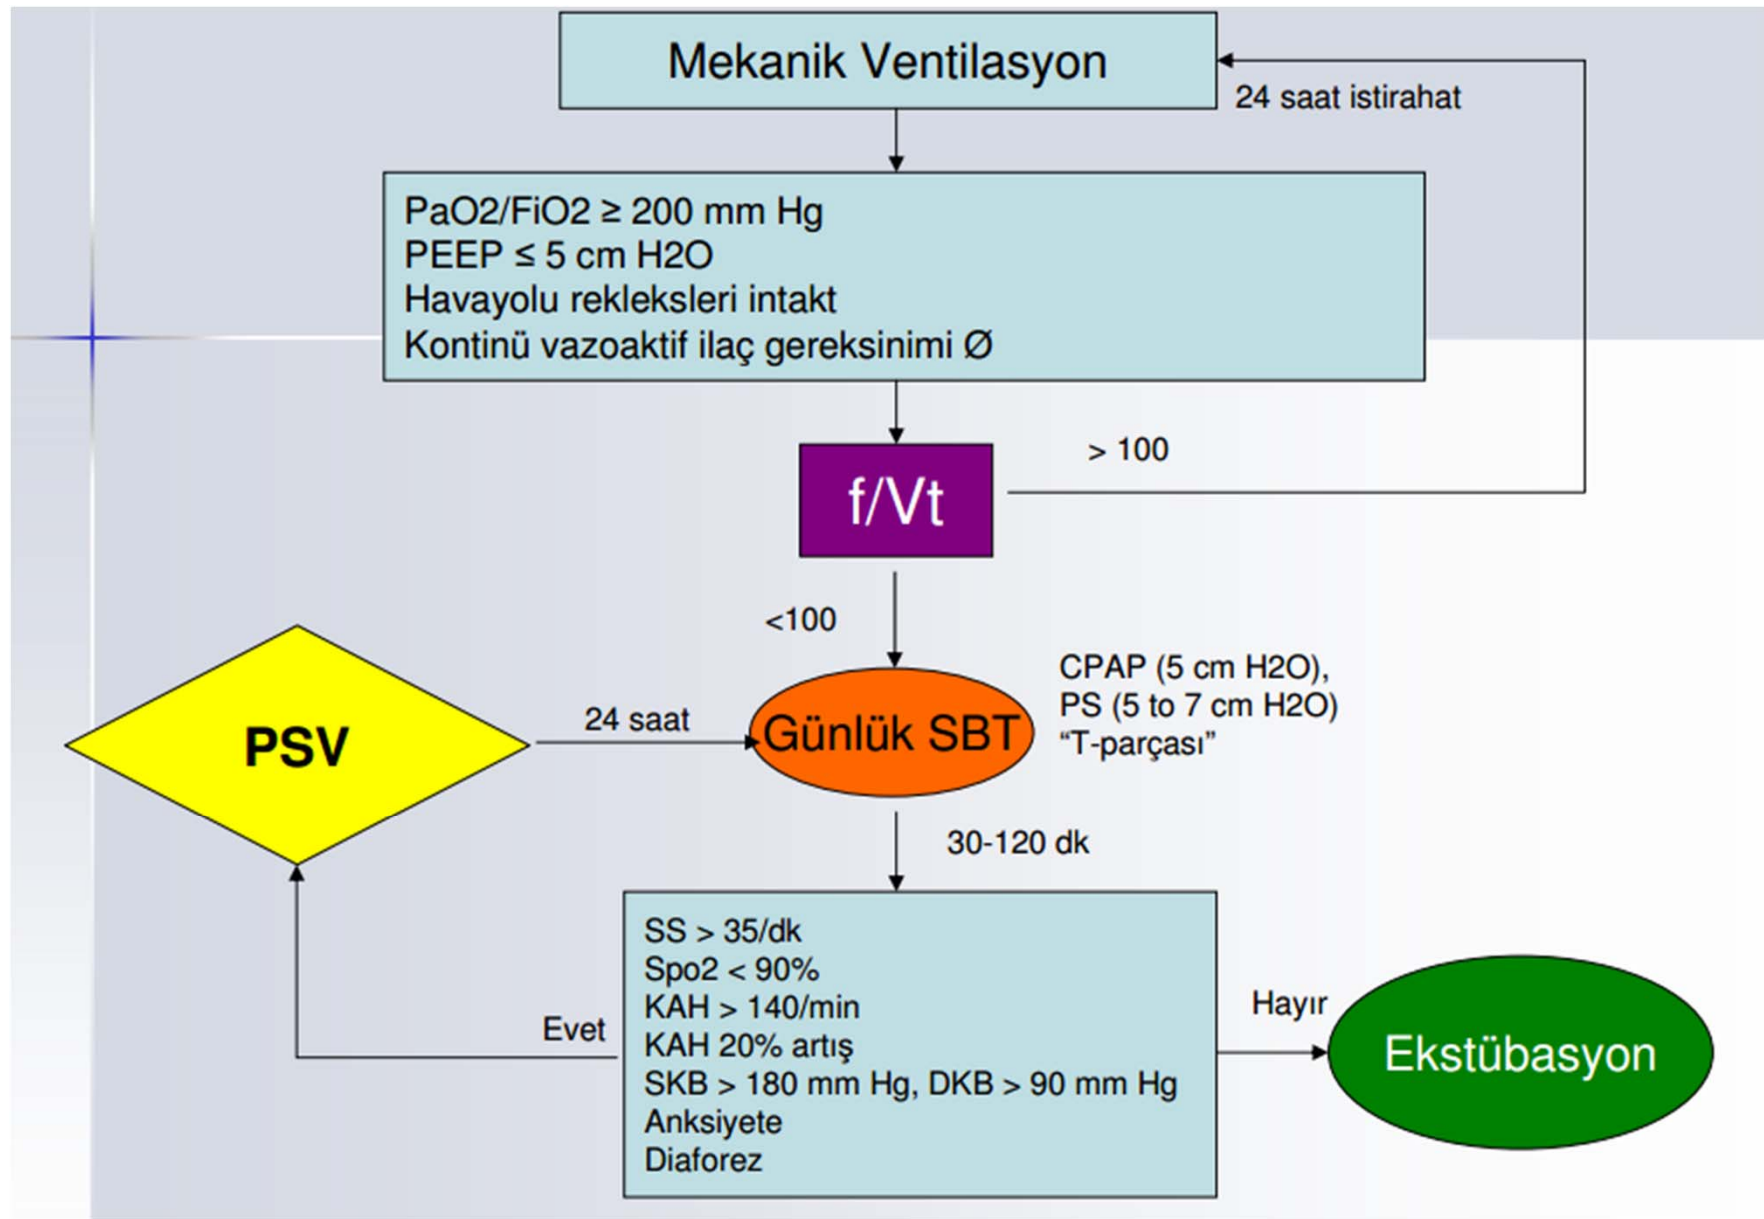 Mekanik Ventilasyon
24 saat istirahat
PaO2/FiO2 ≥ 200 mm Hg
PEEP ≤ 5 cm H2O
Havayolu rekleksleri intakt
Kontinü vazoaktif ilaç gereksinimi Ø
> 100
f/Vt
<100
CPAP (5 cm H2O),
PS (5 to 7 cm H2O)
“T-parçası”
PSV
24 saat
Günlük SBT
30-120 dk
SS > 35/dk
Spo2 < 90%
KAH > 140/min
KAH 20% artış
SKB > 180 mm Hg, DKB > 90 mm Hg
Anksiyete
Diaforez
Evet
Hayır
Ekstübasyon